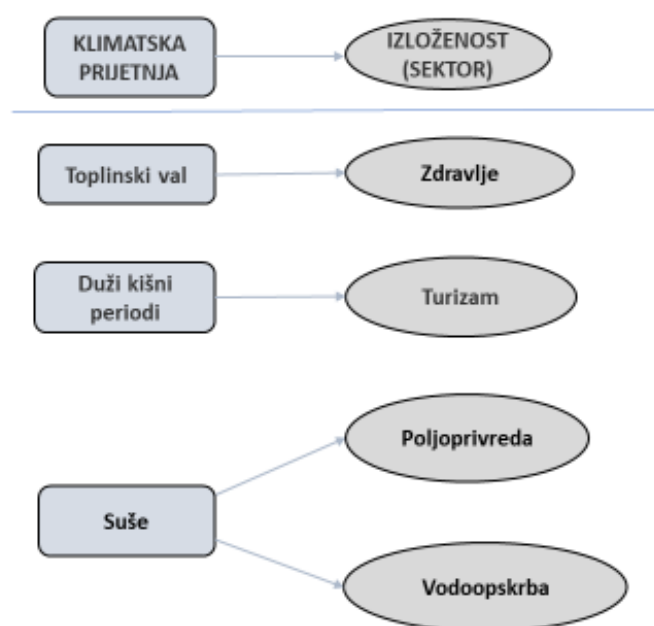 KLIMATSKA
PRIJETNJA
IZLOŽENOST
(SEKTOR)
Toplinski val
Zdravlje
Duži kišni
periodi
Turizam
Poljoprivreda
Suše
Vodoopskrba